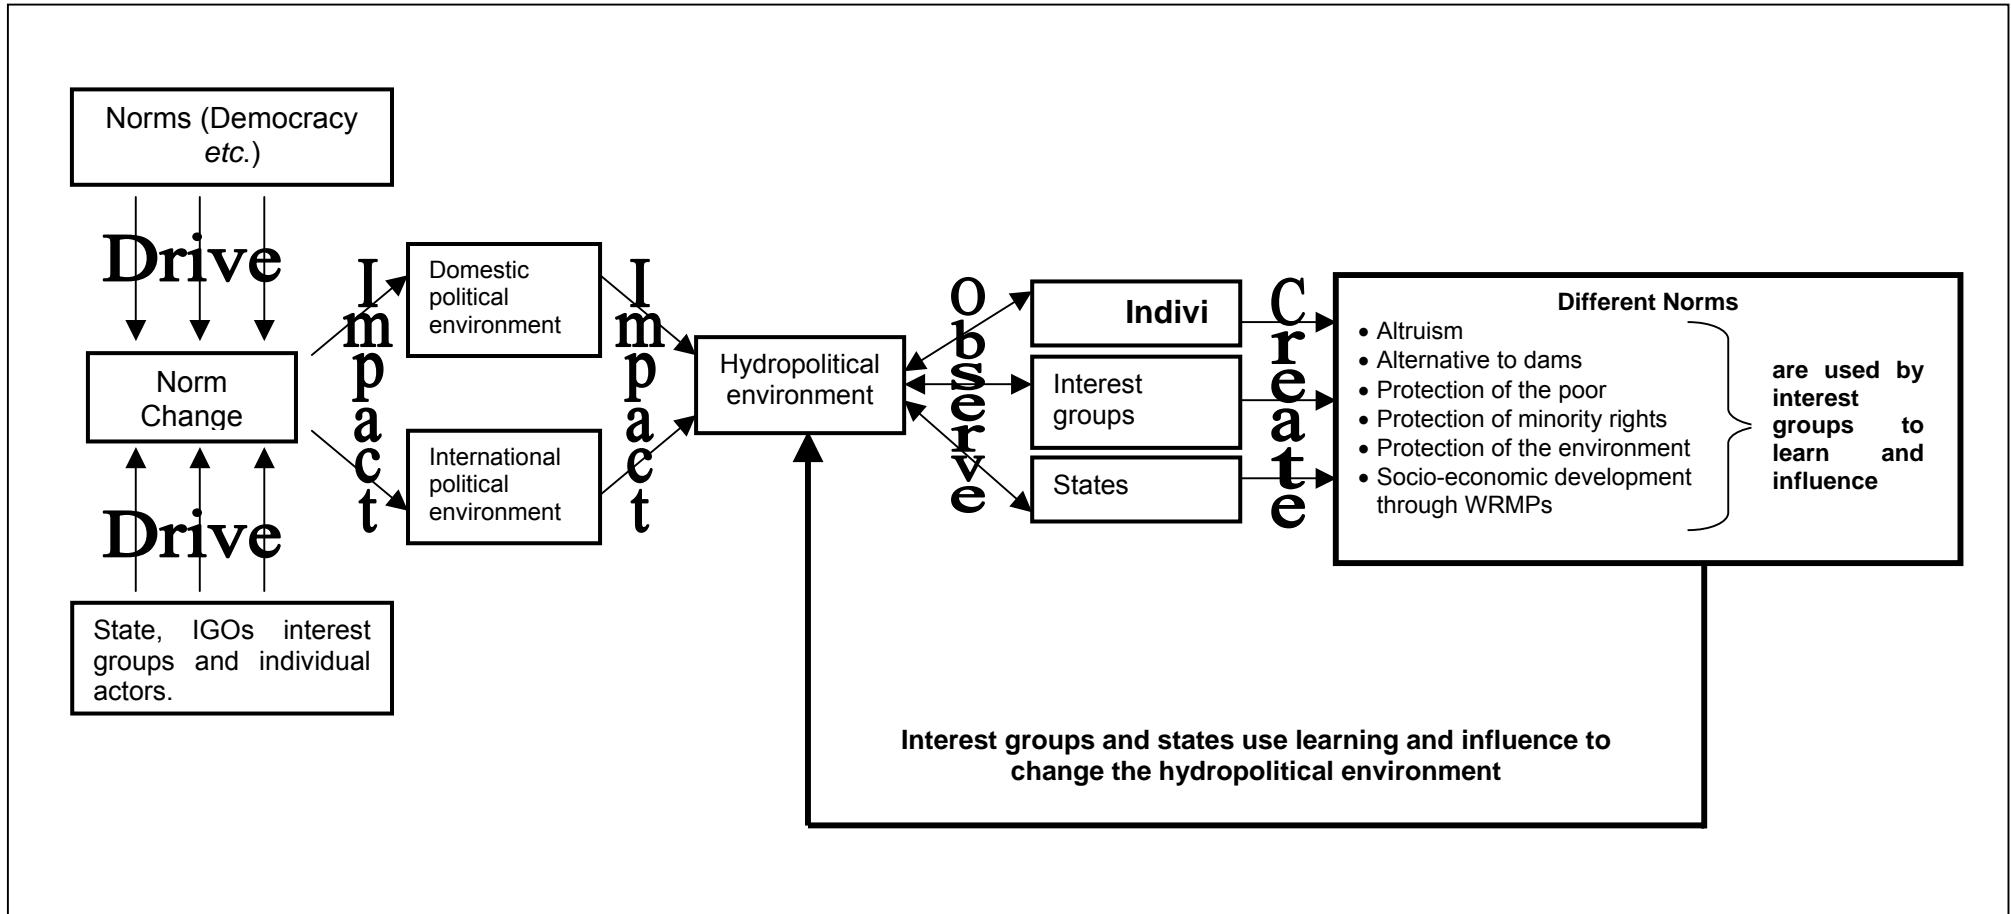 Norms (Democracy
etc.)
Drive
Norm
Change
Drive
State, IGOs interest
groups and individual
actors.
Impact
Domestic
political
environment
International
political
environment
Impact
Hydropolitical
environment
Observe
Indivi
Interest
groups
States
Create
Different Norms
• Altruism
• Alternative to dams
• Protection of the poor
• Protection of minority rights
• Protection of the environment
• Socio-economic development
through WRMPs
are used by
interest
groups to
learn and
influence
Interest groups and states use learning and influence to
change the hydropolitical environment